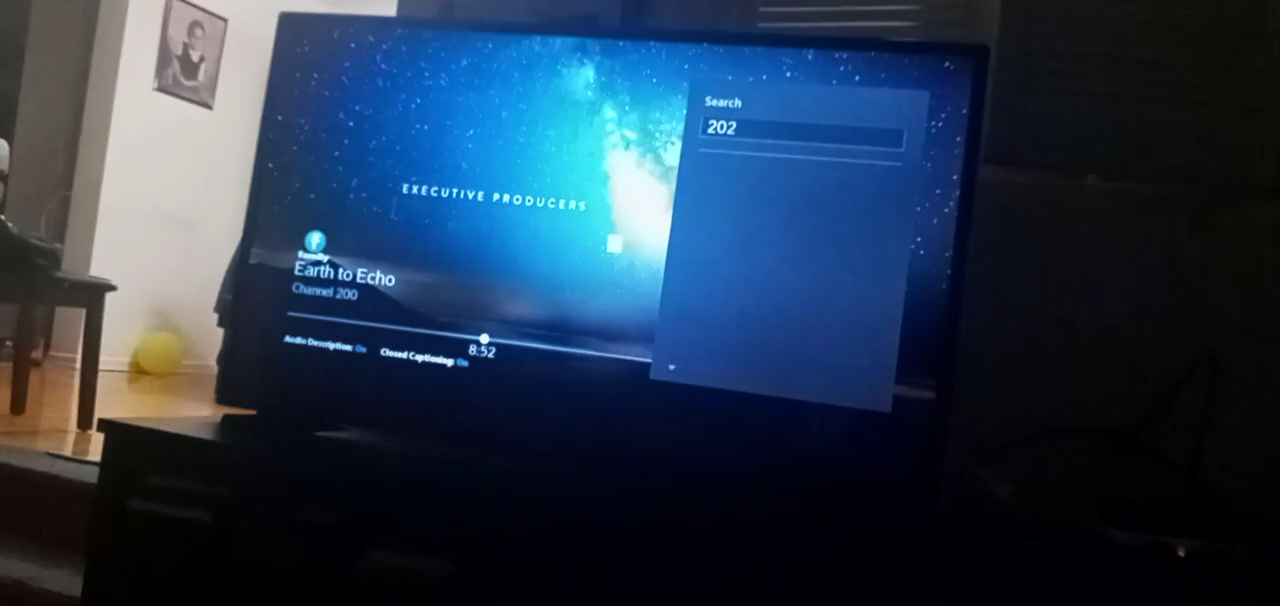 Search
202
EXECUTIVE PRODUCERS
f
family
Earth to Echo
Channel 200
8:52
Audio Description: On Closed Captioning: On